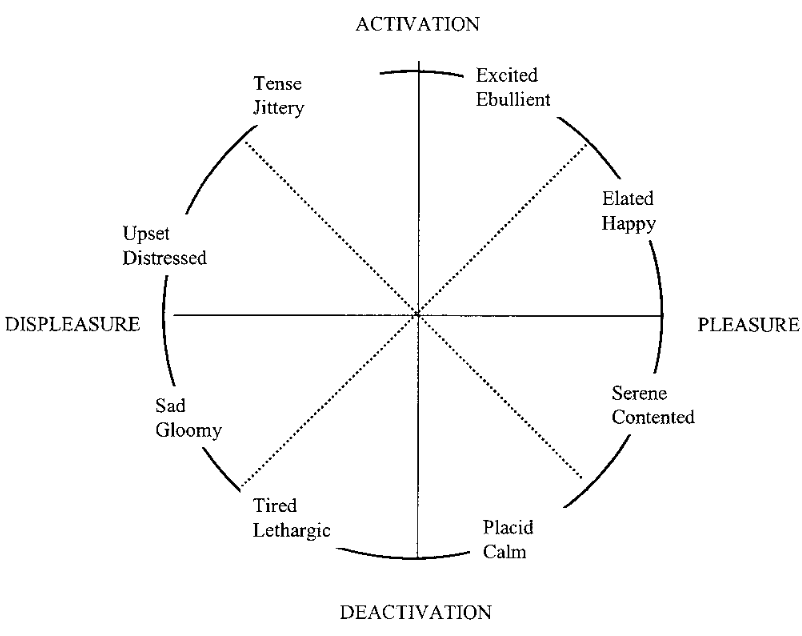 ACTIVATION
Tense
Jittery
Excited
Ebullient
Elated
Happy
Upset
Distressed
DISPLEASURE
PLEASURE
Sad
Gloomy
Serene
Contented
Tired
Lethargic
Placid
Calm
DEACTIVATION